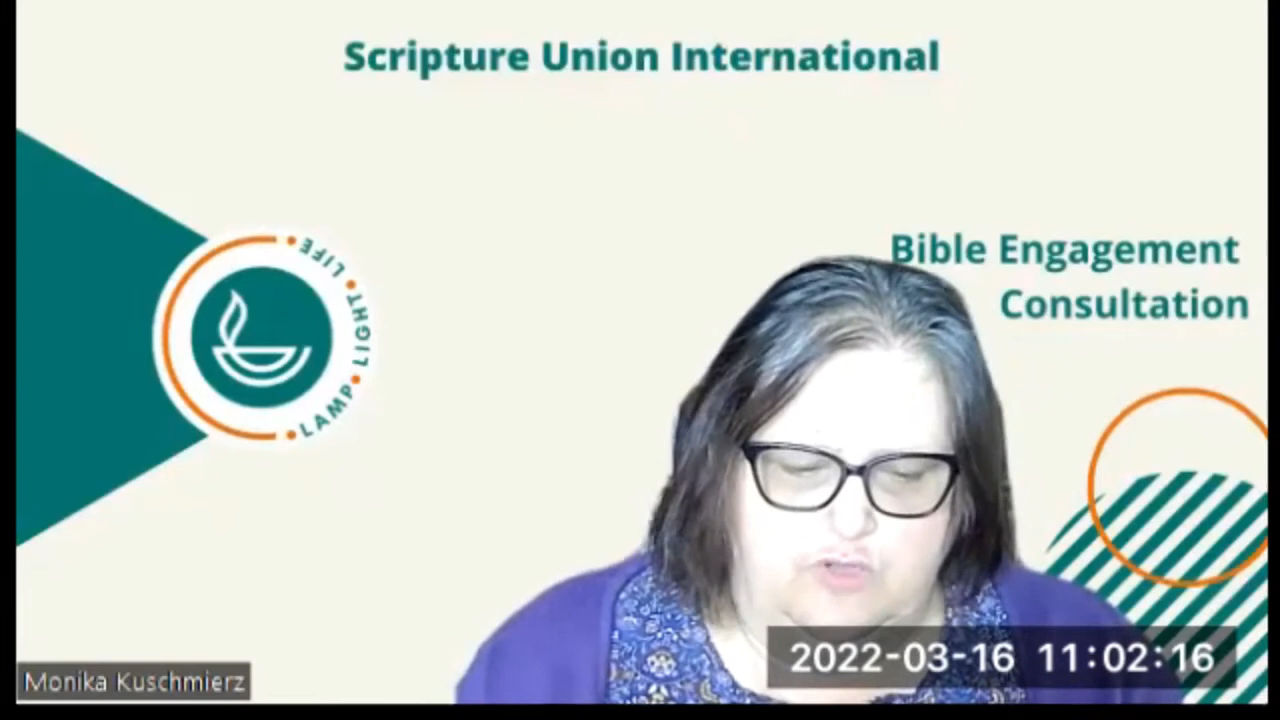 Scripture Union International
LAMP • LIGHT • LIFE
Bible Engagement
Consultation
2022-03-16 11:02:16
Monika Kuschmierz